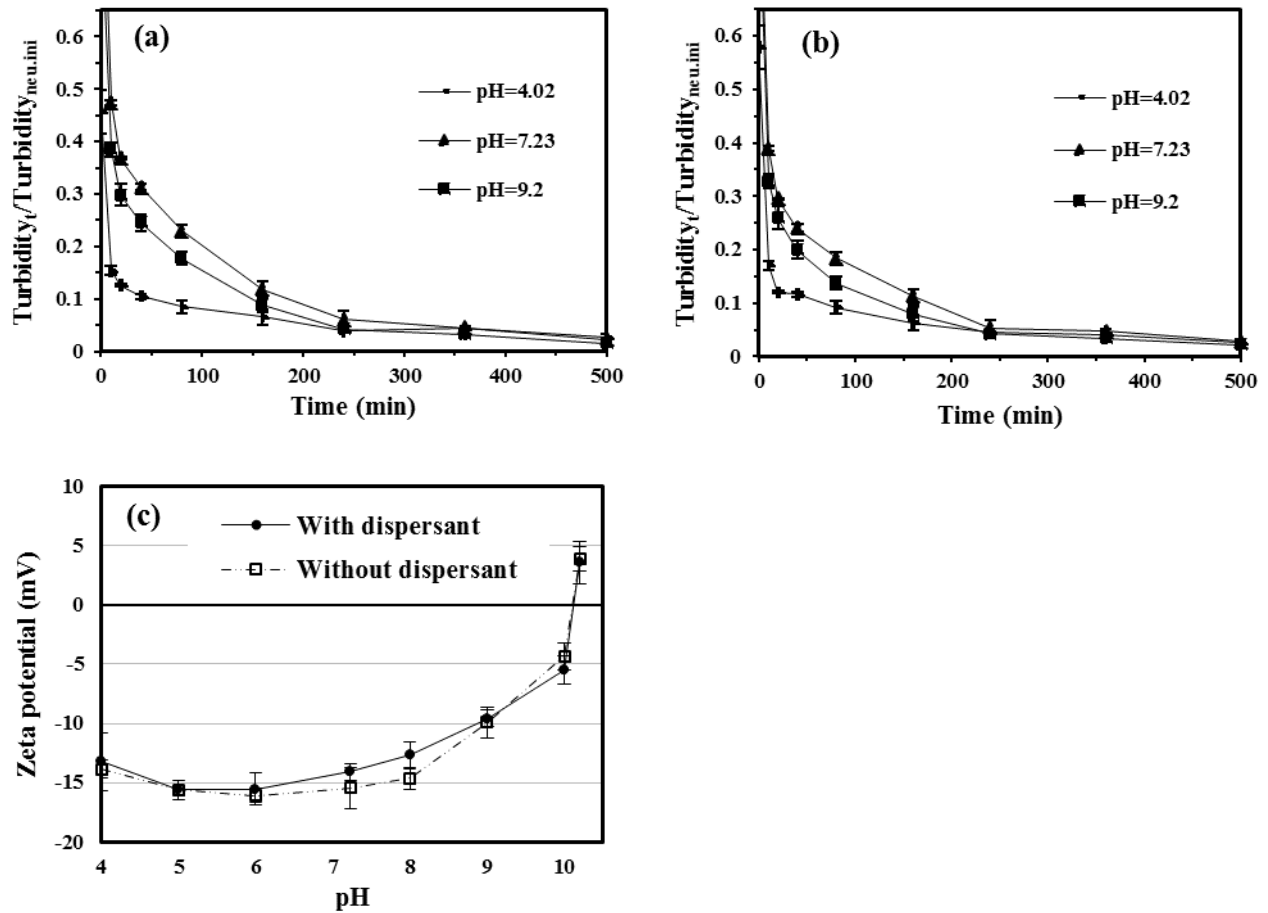 (a)
Turbidityt/Turbidityneu.ini
0.6
0.5
0.4
0.3
0.2
0.1
0
pH=4.02
pH=7.23
pH=9.2
0
100
200
300
400
500
Time (min)
(b)
Turbidityt/Turbidityneu.ini
0.6
0.5
0.4
0.3
0.2
0.1
0
pH=4.02
pH=7.23
pH=9.2
0
100
200
300
400
500
Time (min)
(c)
Zeta potential (mV)
10
5
0
-5
-10
-15
-20
With dispersant
Without dispersant
4
5
6
7
8
9
10
pH